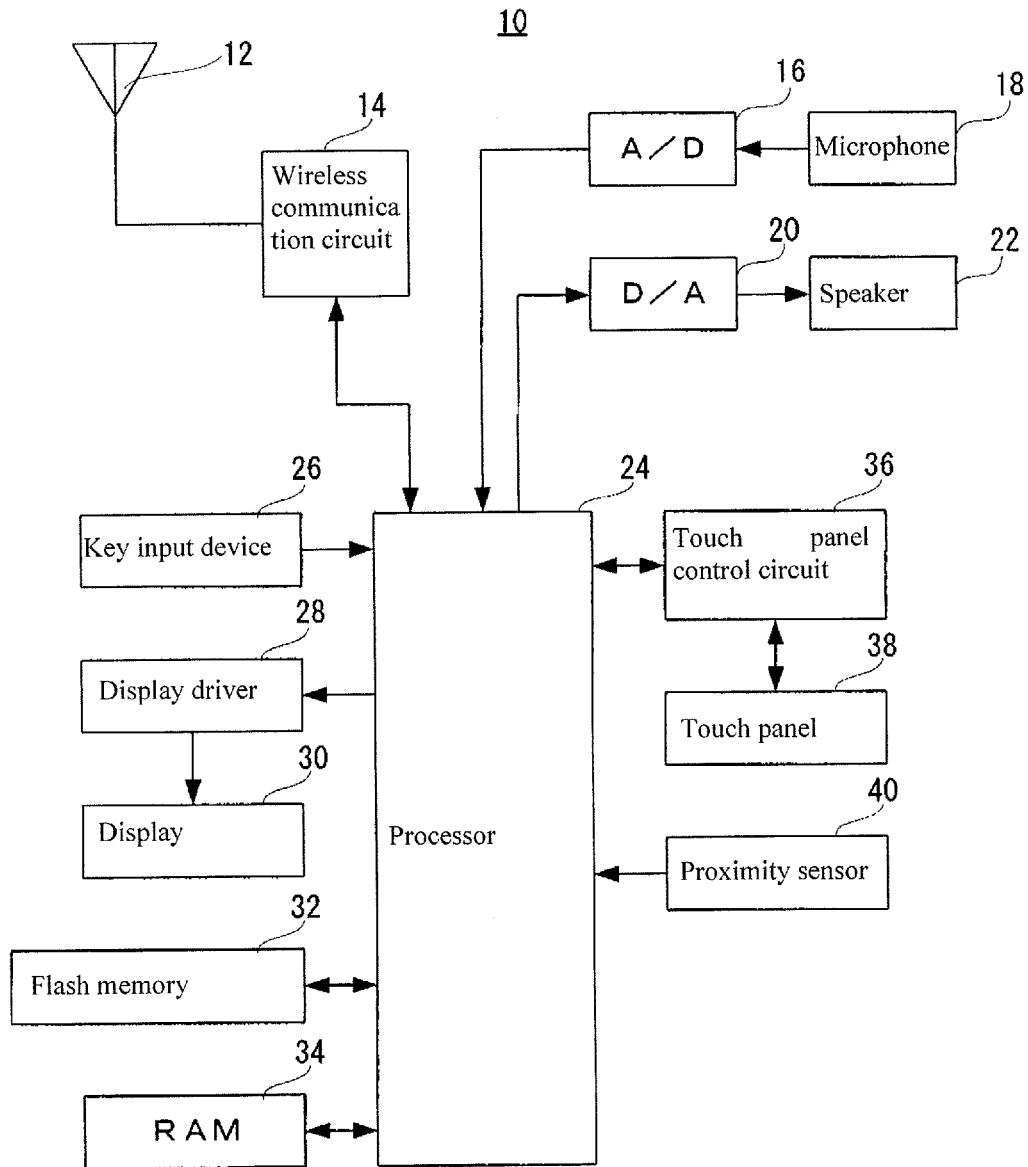 10
12
14
16
18
Wireless
communica
tion circuit
A/D
Microphone
20
22
D/A
Speaker
26
24
36
Key input device
Touch panel
control circuit
28
38
Display driver
Touch panel
30
40
Display
Processor
Proximity sensor
32
Flash memory
34
RAM